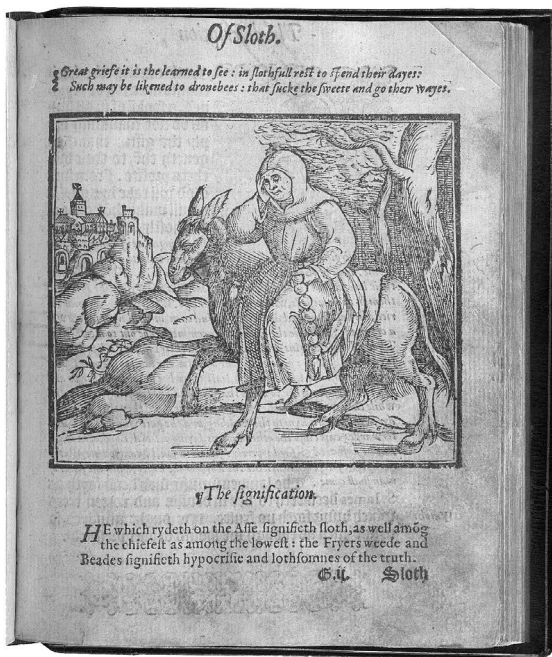 Of Sloth.
Great griefe it is the learned to see: in slothfull rest to spend their dayes:
Such may be likened to dronebees: that sucke the sweete and go their wayes.
¶The signification.
HE which rydeth on the Asse signifieth sloth, as well amõg
the chiefest as among the lowest: the Fryers weede and
Beades signifieth hypocrisie and lothsomnes of the truth.
G.ij. Sloth